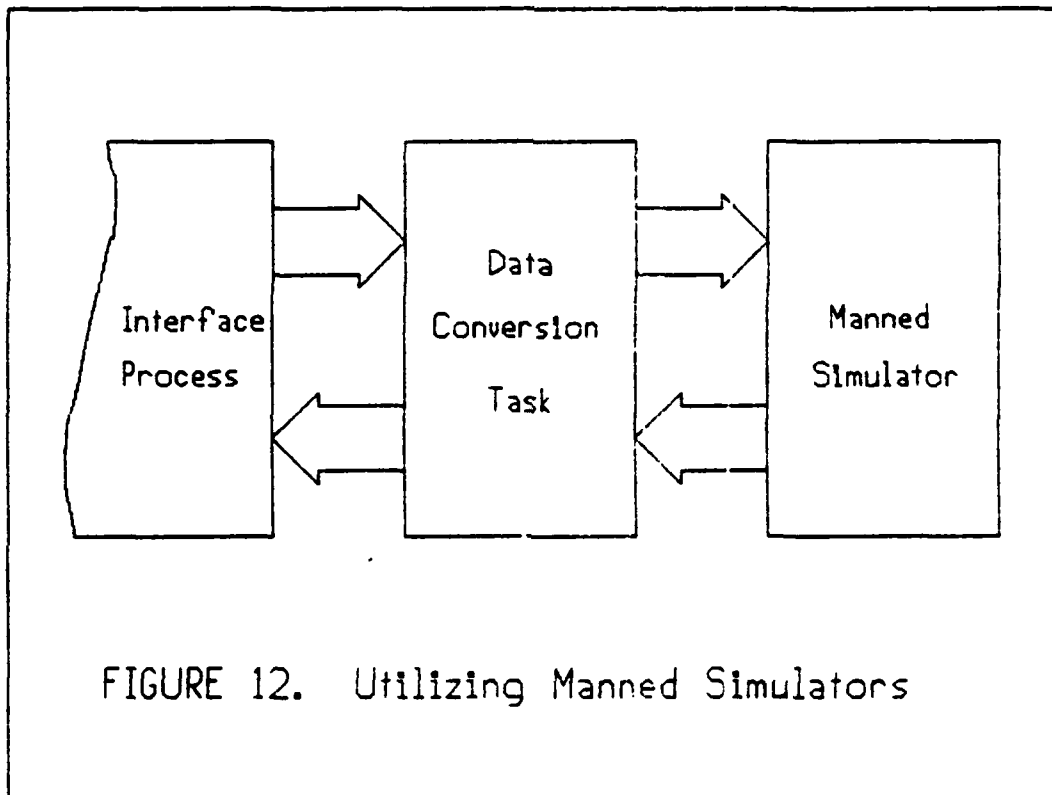 Interface
Process
Data
Conversion
Task
Manned
Simulator
FIGURE 12. Utilizing Manned Simulators